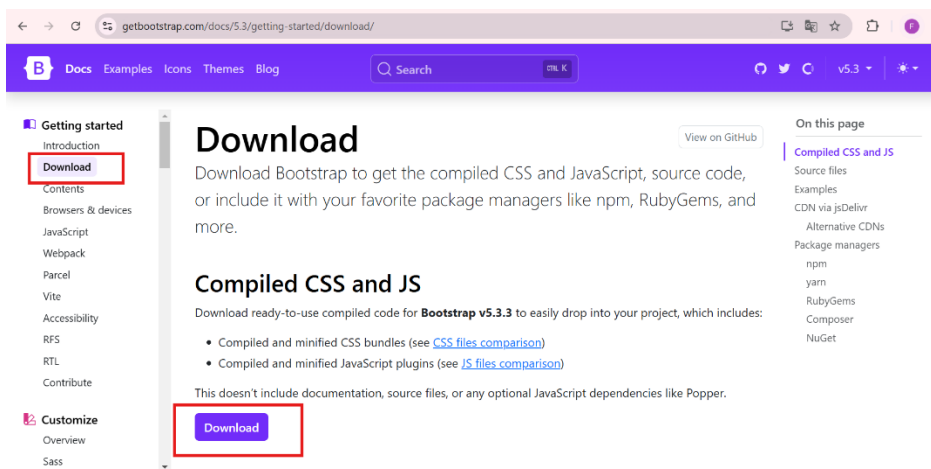 getbootstrap.com/docs/5.3/getting-started/download/
F
B Docs Examples Icons Themes Blog Search CTRL K v5.3
Getting started
Introduction
Download
Contents
Browsers & devices
JavaScript
Webpack
Parcel
Vite
Accessibility
RFS
RTL
Contribute
Customize
Overview
Sass
Download
View on GitHub
Download Bootstrap to get the compiled CSS and JavaScript, source code,
or include it with your favorite package managers like npm, RubyGems, and
more.
Compiled CSS and JS
Download ready-to-use compiled code for Bootstrap v5.3.3 to easily drop into your project, which includes:
• Compiled and minified CSS bundles (see CSS files comparison)
• Compiled and minified JavaScript plugins (see JS files comparison)
This doesn't include documentation, source files, or any optional JavaScript dependencies like Popper.
Download
On this page
Compiled CSS and JS
Source files
Examples
CDN via jsDelivr
Alternative CDNs
Package managers
npm
yarn
RubyGems
Composer
NuGet